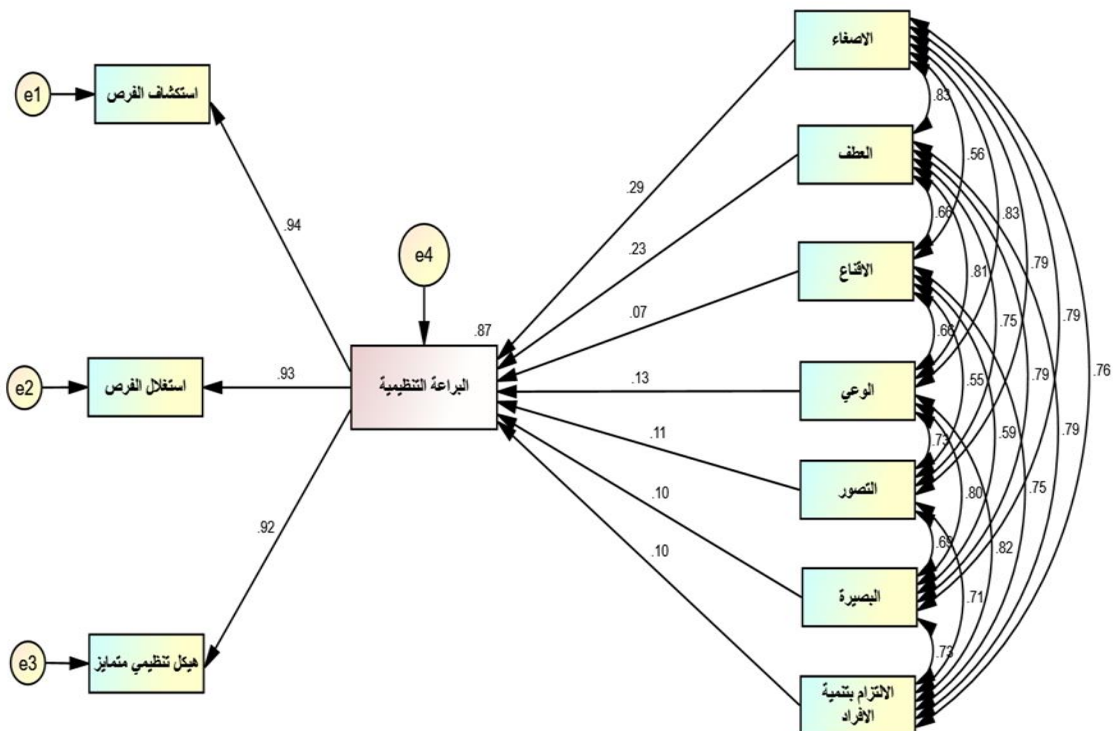 الاصغاء
e1
استكشاف الفرص
.83
العطف
.56
.94
.29
.66
.83
e4
.23
.79
.79
الاقناع
.81
.07
.66
.75
.87
.76
e2
استغلال الفرص
.93
البراعة التنظيمية
.13
الوعي
.55
.79
.79
.11
.73
.59
التصور
.10
.80
.75
.92
.10
.69
.82
البصيرة
.71
e3
هيكل تنظيمي متمايز
.73
الالتزام بتنمية
الافراد